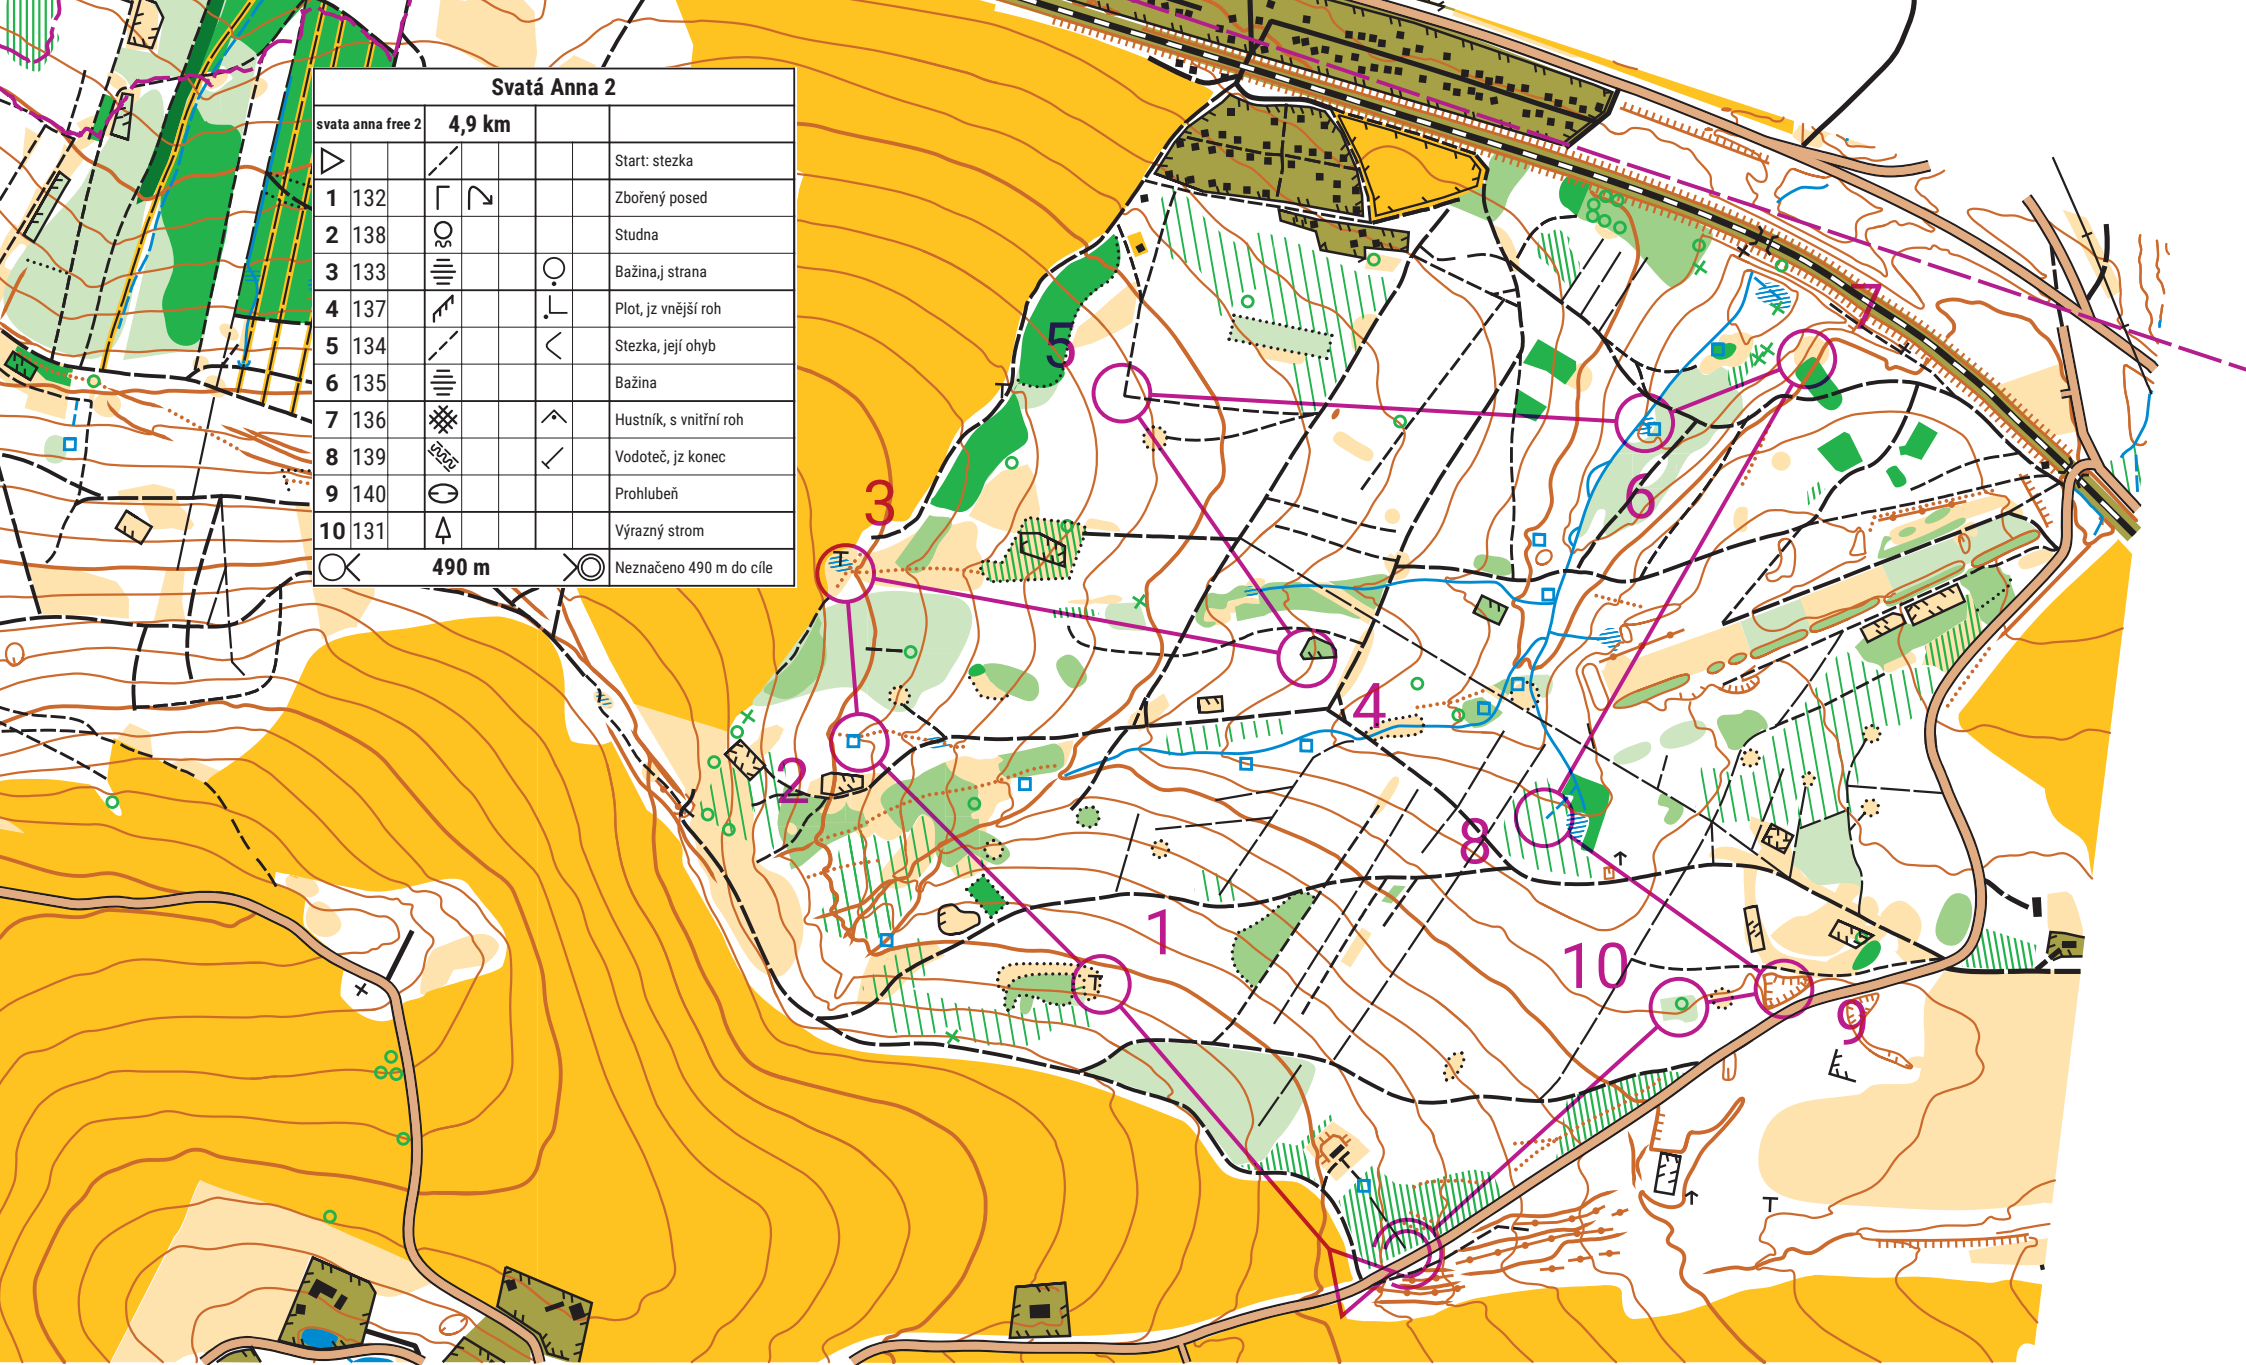 Svatá Anna 2
svata anna free 2 4,9 km
Start: stezka
1 132 Zbořený posed
2 138 Studna
3 133 Bažina,j strana
4 137 Plot, jz vnější roh
5 134 Stezka, její ohyb
6 135 Bažina
7 136 Hustník, s vnitřní roh
8 139 Vodoteč, jz konec
9 140 Prohlubeň
10 131 Výrazný strom
490 m Neznačeno 490 m do cíle
7
5
3
6
4
2
8
1
10
9